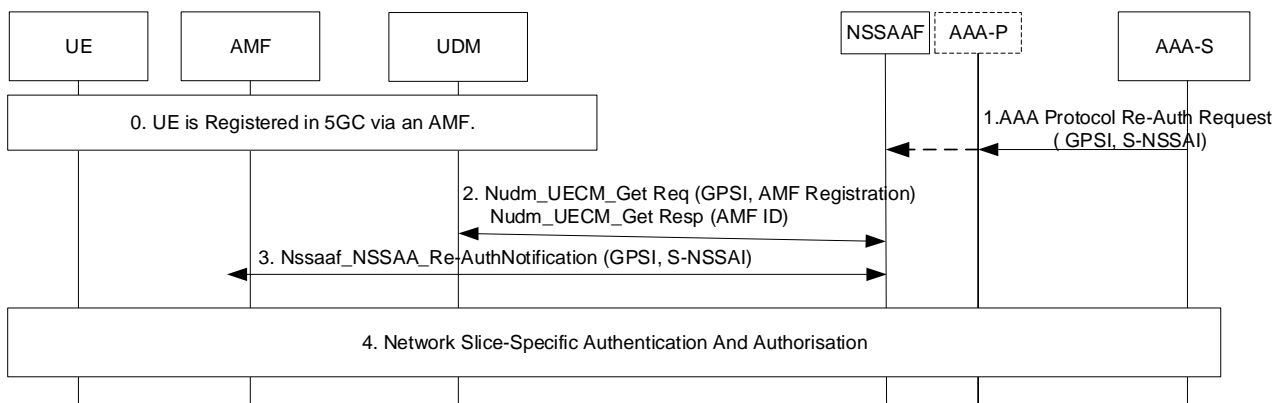 UE
AMF
UDM
NSSAAF
AAA-P
AAA-S
0. UE is Registered in 5GC via an AMF.
1.AAA Protocol Re-Auth Request
( GPSI, S-NSSAI)
2. Nudm_UECM_Get Req (GPSI, AMF Registration)
Nudm_UECM_Get Resp (AMF ID)
3. Nssaaf_NSSAA_Re-AuthNotification (GPSI, S-NSSAI)
4. Network Slice-Specific Authentication And Authorisation